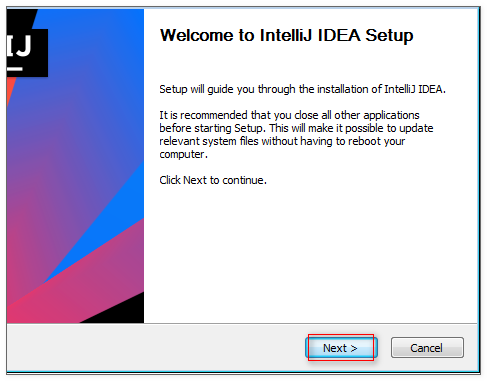 IJ
Welcome to IntelliJ IDEA Setup
Setup will guide you through the installation of IntelliJ IDEA.
It is recommended that you close all other applications
before starting Setup. This will make it possible to update
relevant system files without having to reboot your
computer.
Click Next to continue.
Next >
Cancel